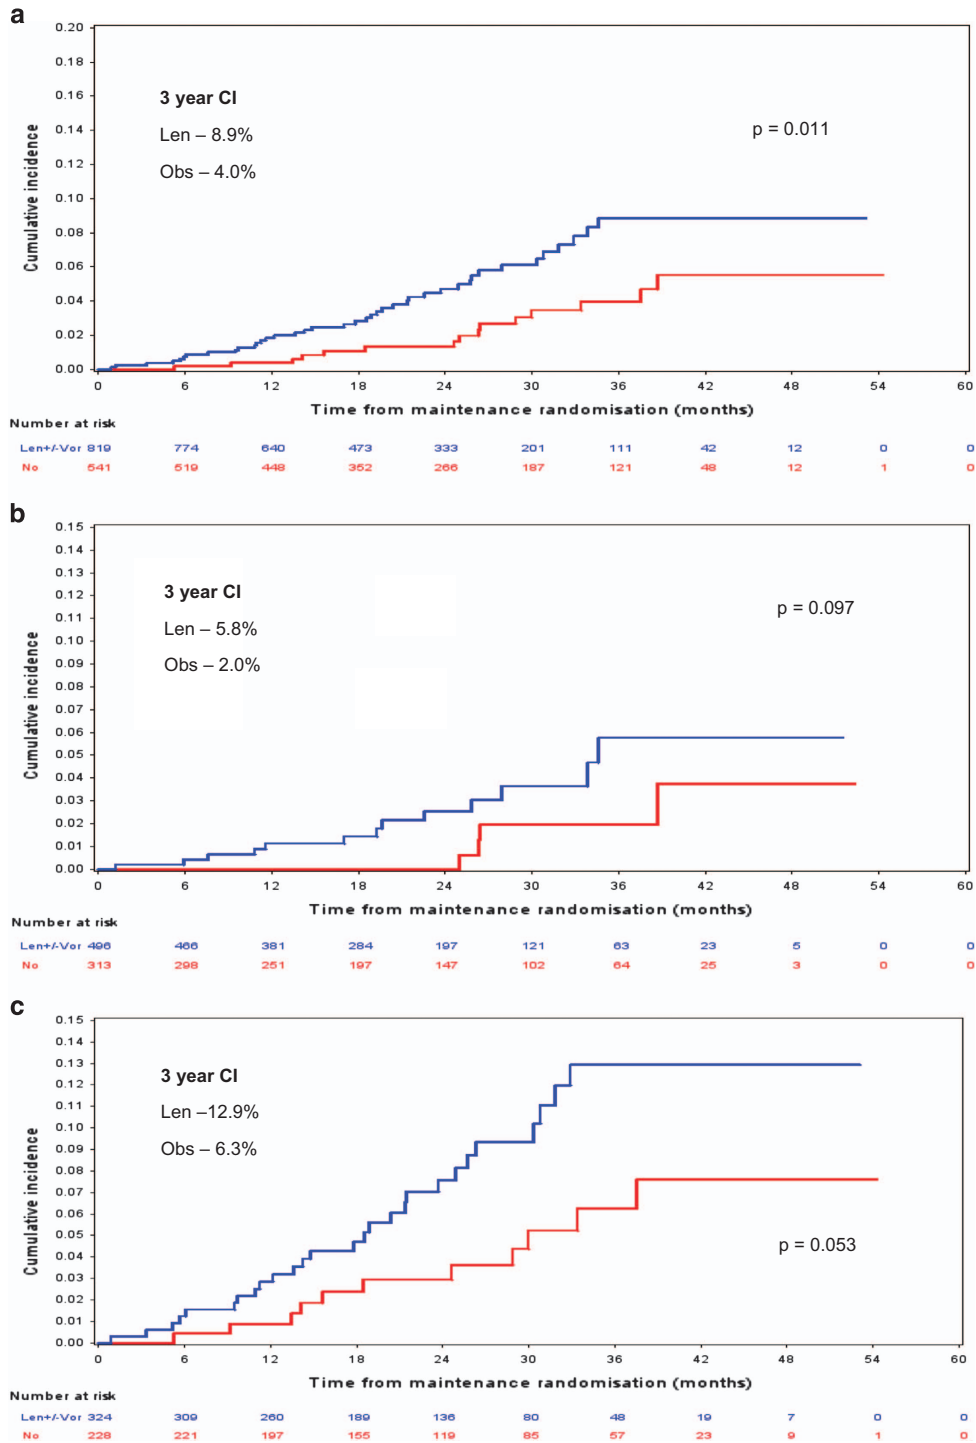 a
0.20
0.18
0.16
0.14
0.12
0.10
0.08
0.06
0.04
0.02
0.00
Cumulative incidence
3 year CI
Len – 8.9%
Obs – 4.0%
p = 0.011
0 6 12 18 24 30 36 42 48 54 60
Time from maintenance randomisation (months)
Number at risk
Len+/-Vor 819 774 640 473 333 201 111 42 12 0 0
No 541 519 448 352 266 187 121 48 12 1 0
b
0.15
0.14
0.13
0.12
0.11
0.10
0.09
0.08
0.07
0.06
0.05
0.04
0.03
0.02
0.01
0.00
Cumulative incidence
3 year CI
Len – 5.8%
Obs – 2.0%
p = 0.097
0 6 12 18 24 30 36 42 48 54 60
Time from maintenance randomisation (months)
Number at risk
Len+/-Vor 496 466 381 284 197 121 63 23 5 0 0
No 313 298 251 197 147 102 64 25 3 0 0
c
0.15
0.14
0.13
0.12
0.11
0.10
0.09
0.08
0.07
0.06
0.05
0.04
0.03
0.02
0.01
0.00
Cumulative incidence
3 year CI
Len –12.9%
Obs – 6.3%
p = 0.053
0 6 12 18 24 30 36 42 48 54 60
Time from maintenance randomisation (months)
Number at risk
Len+/-Vor 324 309 260 189 136 80 48 19 7 0 0
No 228 221 197 155 119 85 57 23 9 1 0